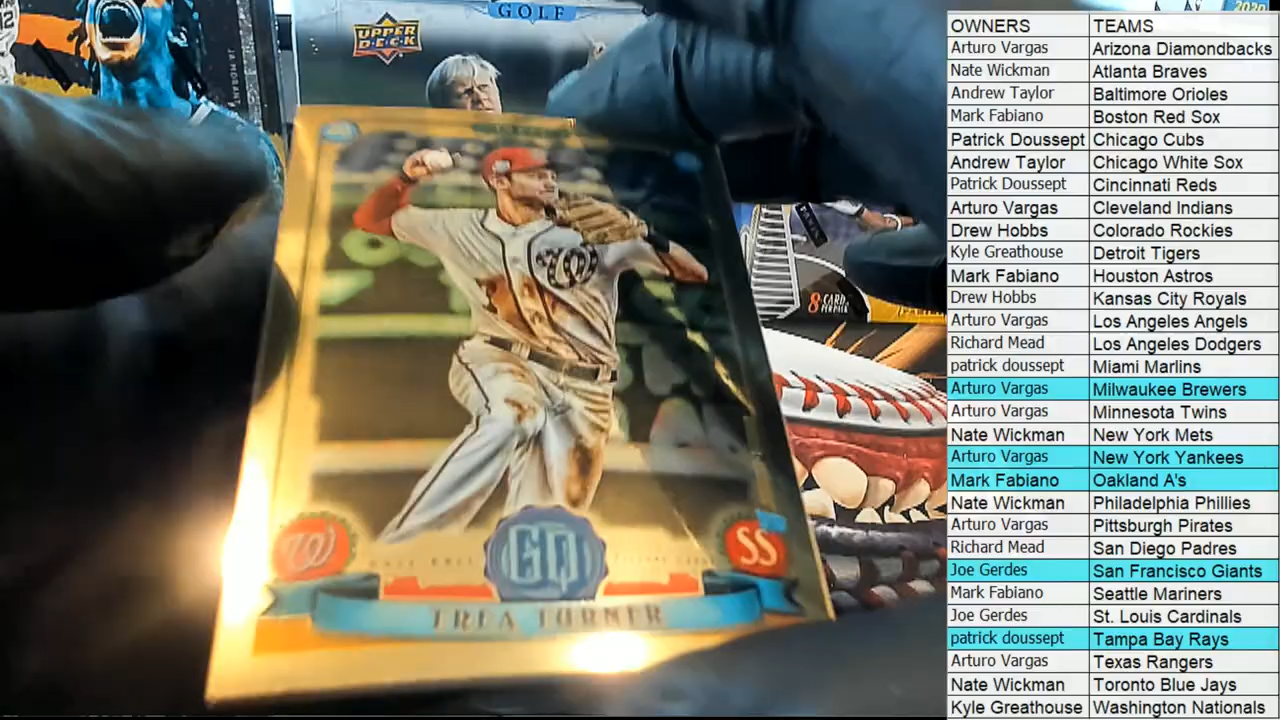 GOLF
UPPER DECK
JA MORAN
8 CARD
W
GQ
SS
TREA TURNER
2020
OWNERS TEAMS
Arturo Vargas Arizona Diamondbacks
Nate Wickman Atlanta Braves
Andrew Taylor Baltimore Orioles
Mark Fabiano Boston Red Sox
Patrick Doussept Chicago Cubs
Andrew Taylor Chicago White Sox
Patrick Doussept Cincinnati Reds
Arturo Vargas Cleveland Indians
Drew Hobbs Colorado Rockies
Kyle Greathouse Detroit Tigers
Mark Fabiano Houston Astros
Drew Hobbs Kansas City Royals
Arturo Vargas Los Angeles Angels
Richard Mead Los Angeles Dodgers
patrick doussept Miami Marlins
Arturo Vargas Milwaukee Brewers
Arturo Vargas Minnesota Twins
Nate Wickman New York Mets
Arturo Vargas New York Yankees
Mark Fabiano Oakland A's
Nate Wickman Philadelphia Phillies
Arturo Vargas Pittsburgh Pirates
Richard Mead San Diego Padres
Joe Gerdes San Francisco Giants
Mark Fabiano Seattle Mariners
Joe Gerdes St. Louis Cardinals
patrick doussept Tampa Bay Rays
Arturo Vargas Texas Rangers
Nate Wickman Toronto Blue Jays
Kyle Greathouse Washington Nationals